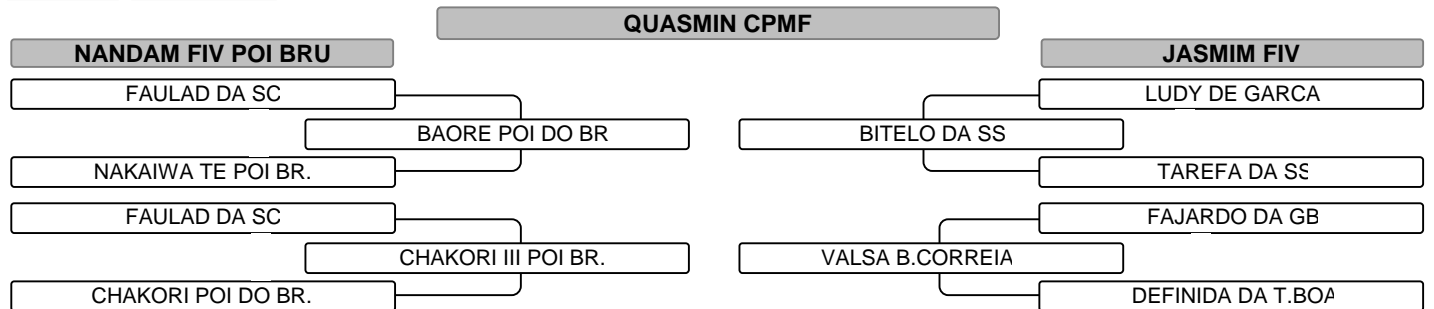 QUASMIN CPMF
NANDAM FIV POI BRU
JASMIM FIV
FAULAD DA SC
LUDY DE GARCA
BAORE POI DO BR
BITELO DA SS
NAKAIWA TE POI BR.
TAREFA DA SS
FAULAD DA SC
FAJARDO DA GB
CHAKORI III POI BR.
VALSA B.CORREIA
CHAKORI POI DO BR.
DEFINIDA DA T.BOA